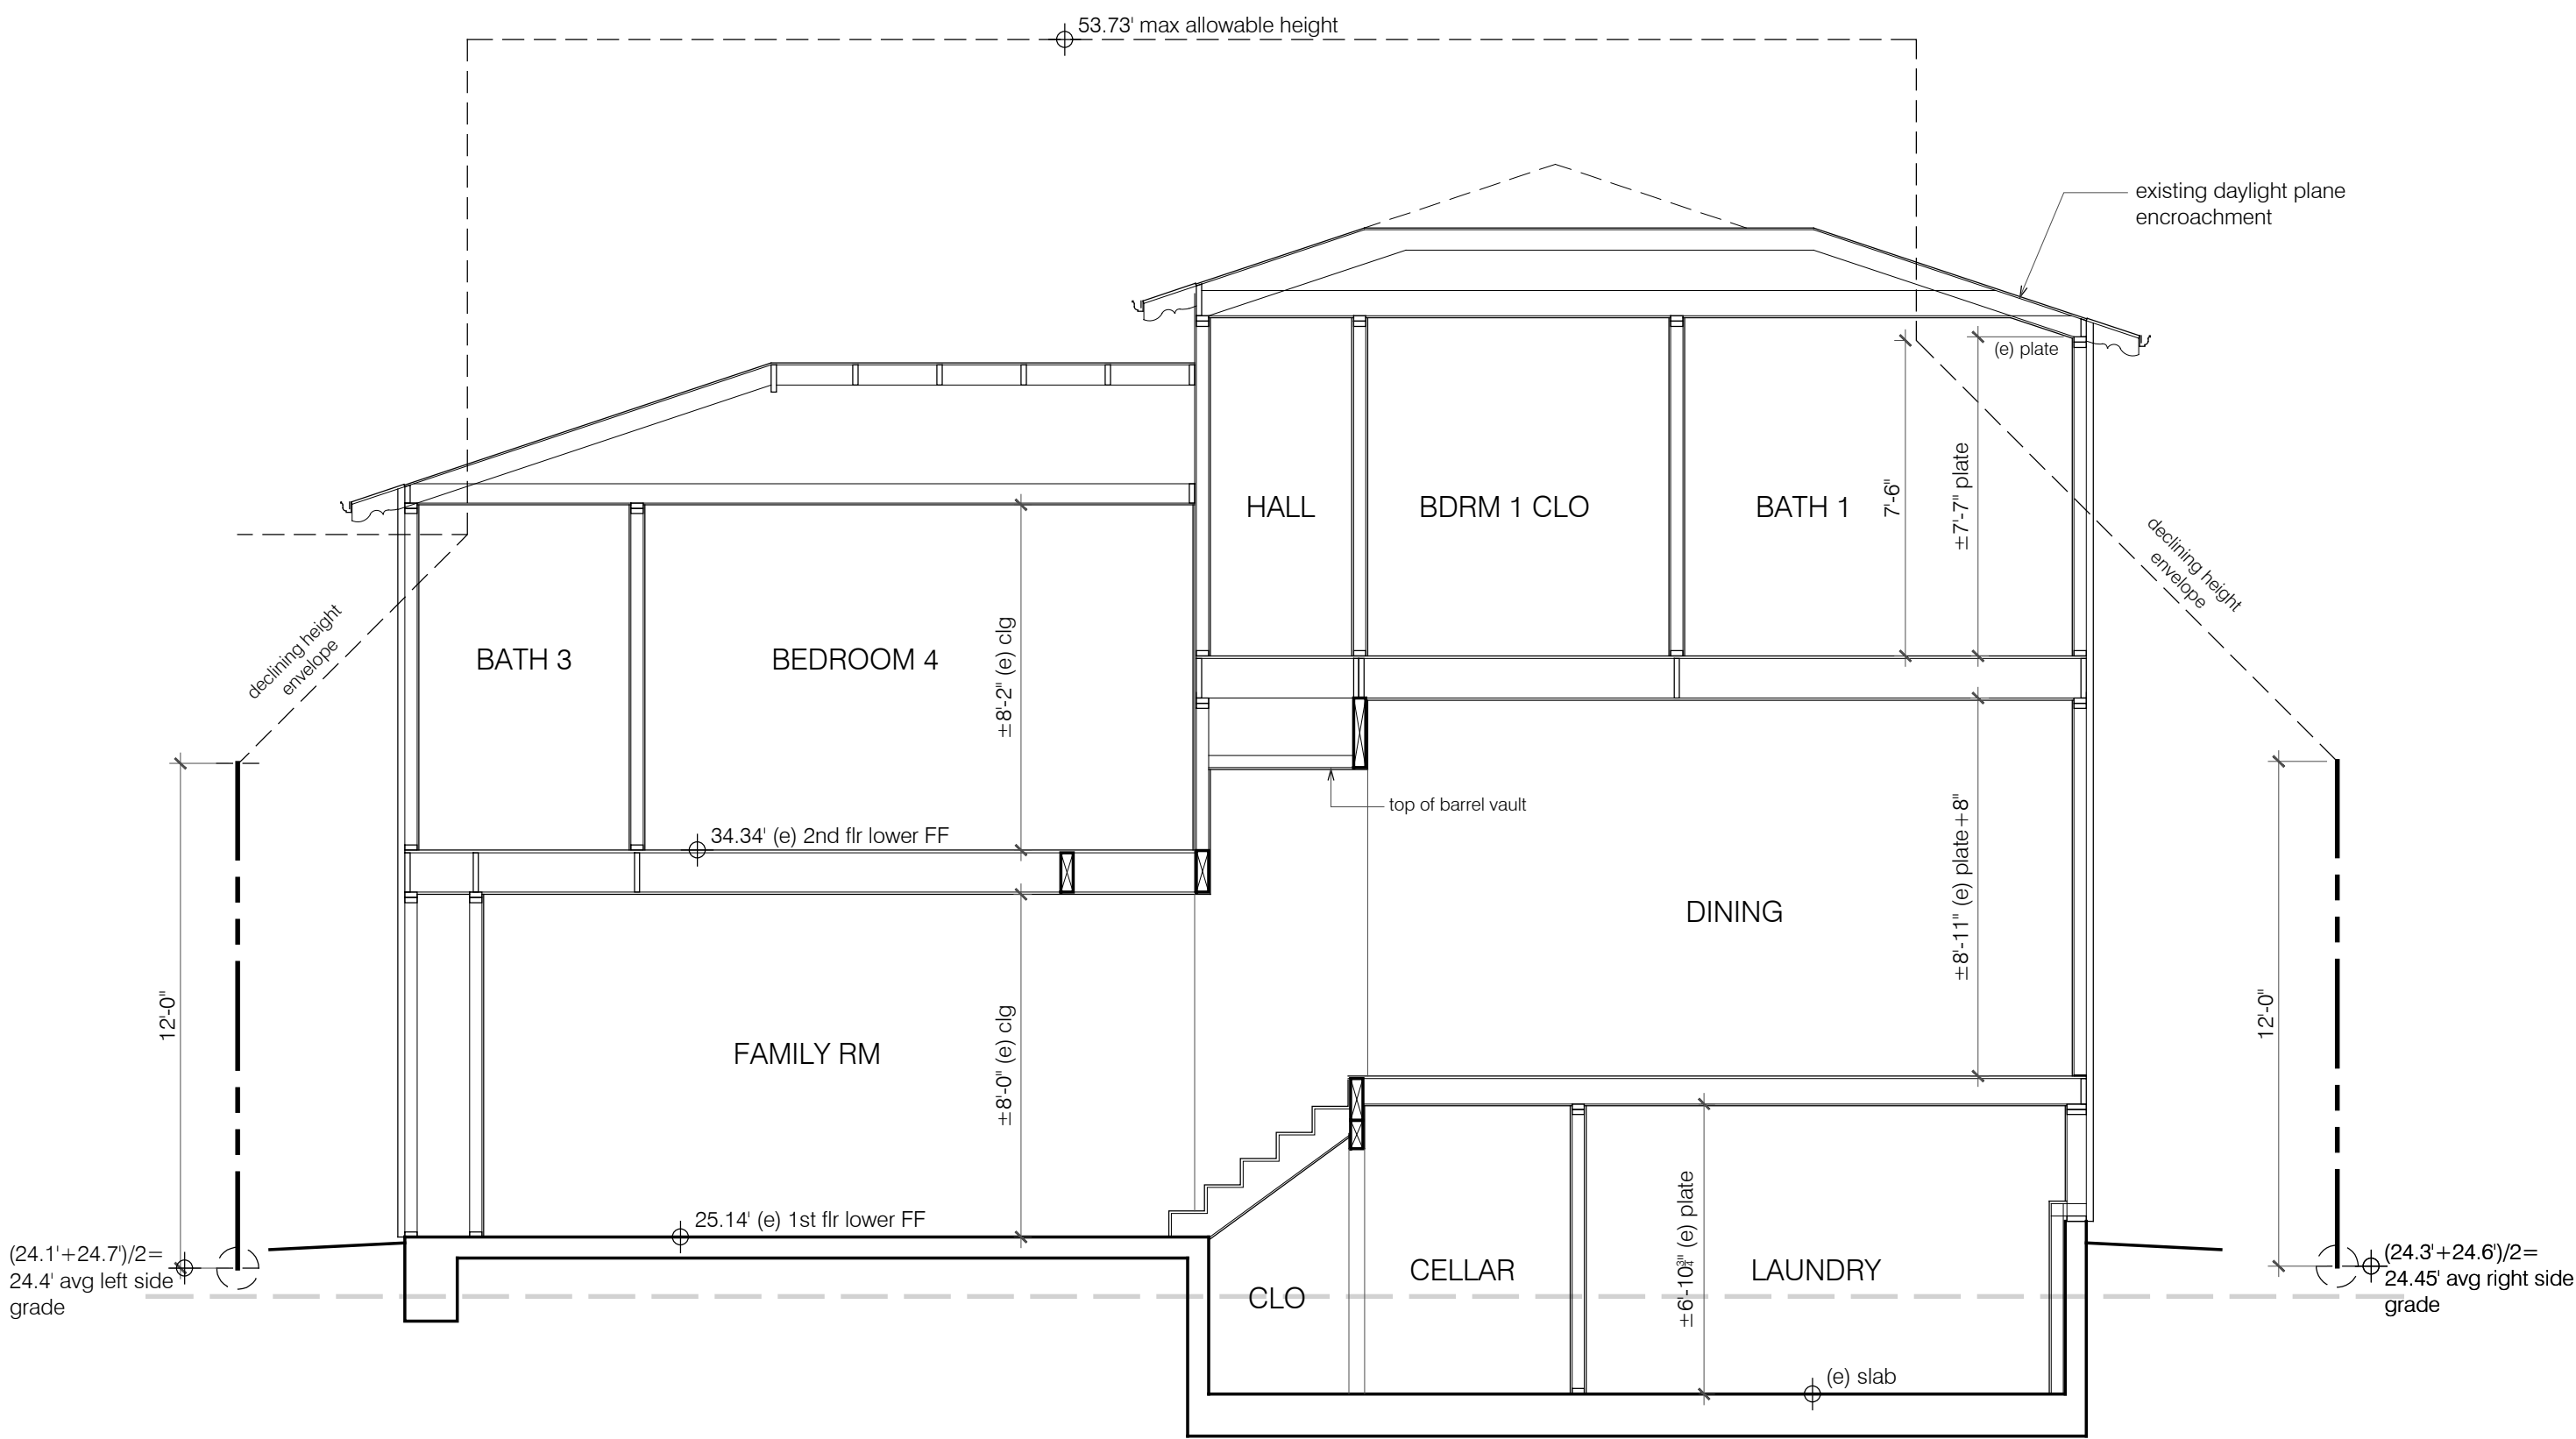 53.73' max allowable height
existing daylight plane
encroachment
(e) plate
HALL
BDRM 1 CLO
BATH 1
7'-6"
±7'-7" plate
declining height
envelope
declining height
envelope
BATH 3
BEDROOM 4
±8'-2" (e) clg
top of barrel vault
34.34' (e) 2nd flr lower FF
±8'-11" (e) plate+8"
DINING
12'-0"
12'-0"
FAMILY RM
±8'-0" (e) clg
25.14' (e) 1st flr lower FF
(24.1'+24.7')/2=
24.4' avg left side
grade
CLO
CELLAR
±6'-10¾" (e) plate
LAUNDRY
(e) slab
(24.3'+24.6')/2=
24.45' avg right side
grade